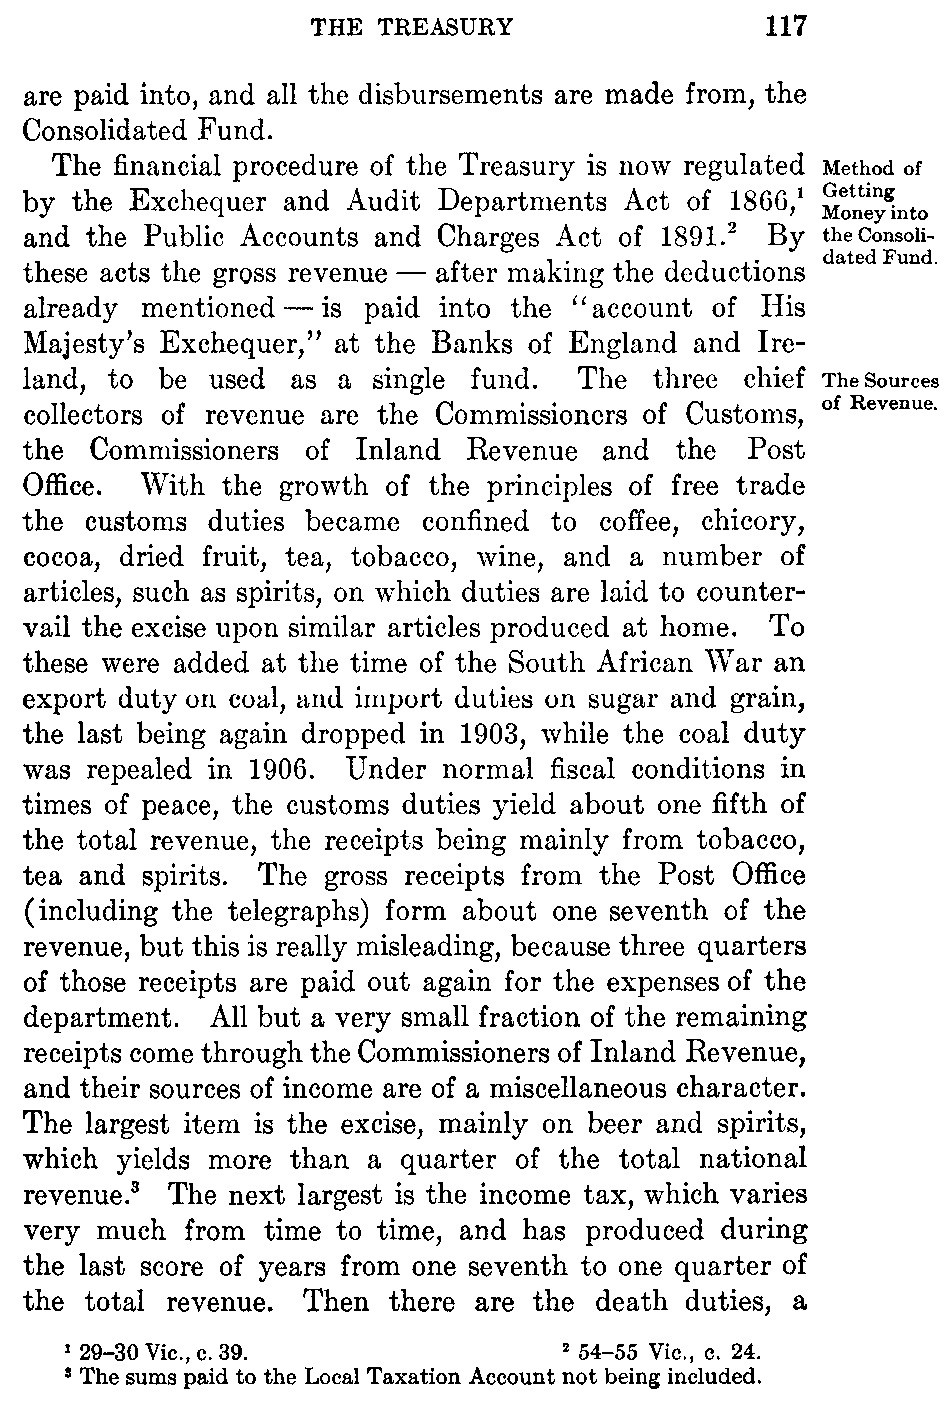 THE TREASURY 117
are paid into, and all the disbursements are made from, the
Consolidated Fund.
The financial procedure of the Treasury is now regulated
by the Exchequer and Audit Departments Act of 1866,¹
and the Public Accounts and Charges Act of 1891.² By
these acts the gross revenue — after making the deductions
already mentioned — is paid into the “account of His
Majesty's Exchequer,” at the Banks of England and Ire-
land, to be used as a single fund. The three chief
collectors of revenue are the Commissioners of Customs,
the Commissioners of Inland Revenue and the Post
Office. With the growth of the principles of free trade
the customs duties became confined to coffee, chicory,
cocoa, dried fruit, tea, tobacco, wine, and a number of
articles, such as spirits, on which duties are laid to counter-
vail the excise upon similar articles produced at home. To
these were added at the time of the South African War an
export duty on coal, and import duties on sugar and grain,
the last being again dropped in 1903, while the coal duty
was repealed in 1906. Under normal fiscal conditions in
times of peace, the customs duties yield about one fifth of
the total revenue, the receipts being mainly from tobacco,
tea and spirits. The gross receipts from the Post Office
(including the telegraphs) form about one seventh of the
revenue, but this is really misleading, because three quarters
of those receipts are paid out again for the expenses of the
department. All but a very small fraction of the remaining
receipts come through the Commissioners of Inland Revenue,
and their sources of income are of a miscellaneous character.
The largest item is the excise, mainly on beer and spirits,
which yields more than a quarter of the total national
revenue.³ The next largest is the income tax, which varies
very much from time to time, and has produced during
the last score of years from one seventh to one quarter of
the total revenue. Then there are the death duties, a
Method of
Getting
Money into
the Consoli-
dated Fund.
The Sources
of Revenue.
¹ 29–30 Vic., c. 39. ² 54–55 Vic., c. 24.
³ The sums paid to the Local Taxation Account not being included.